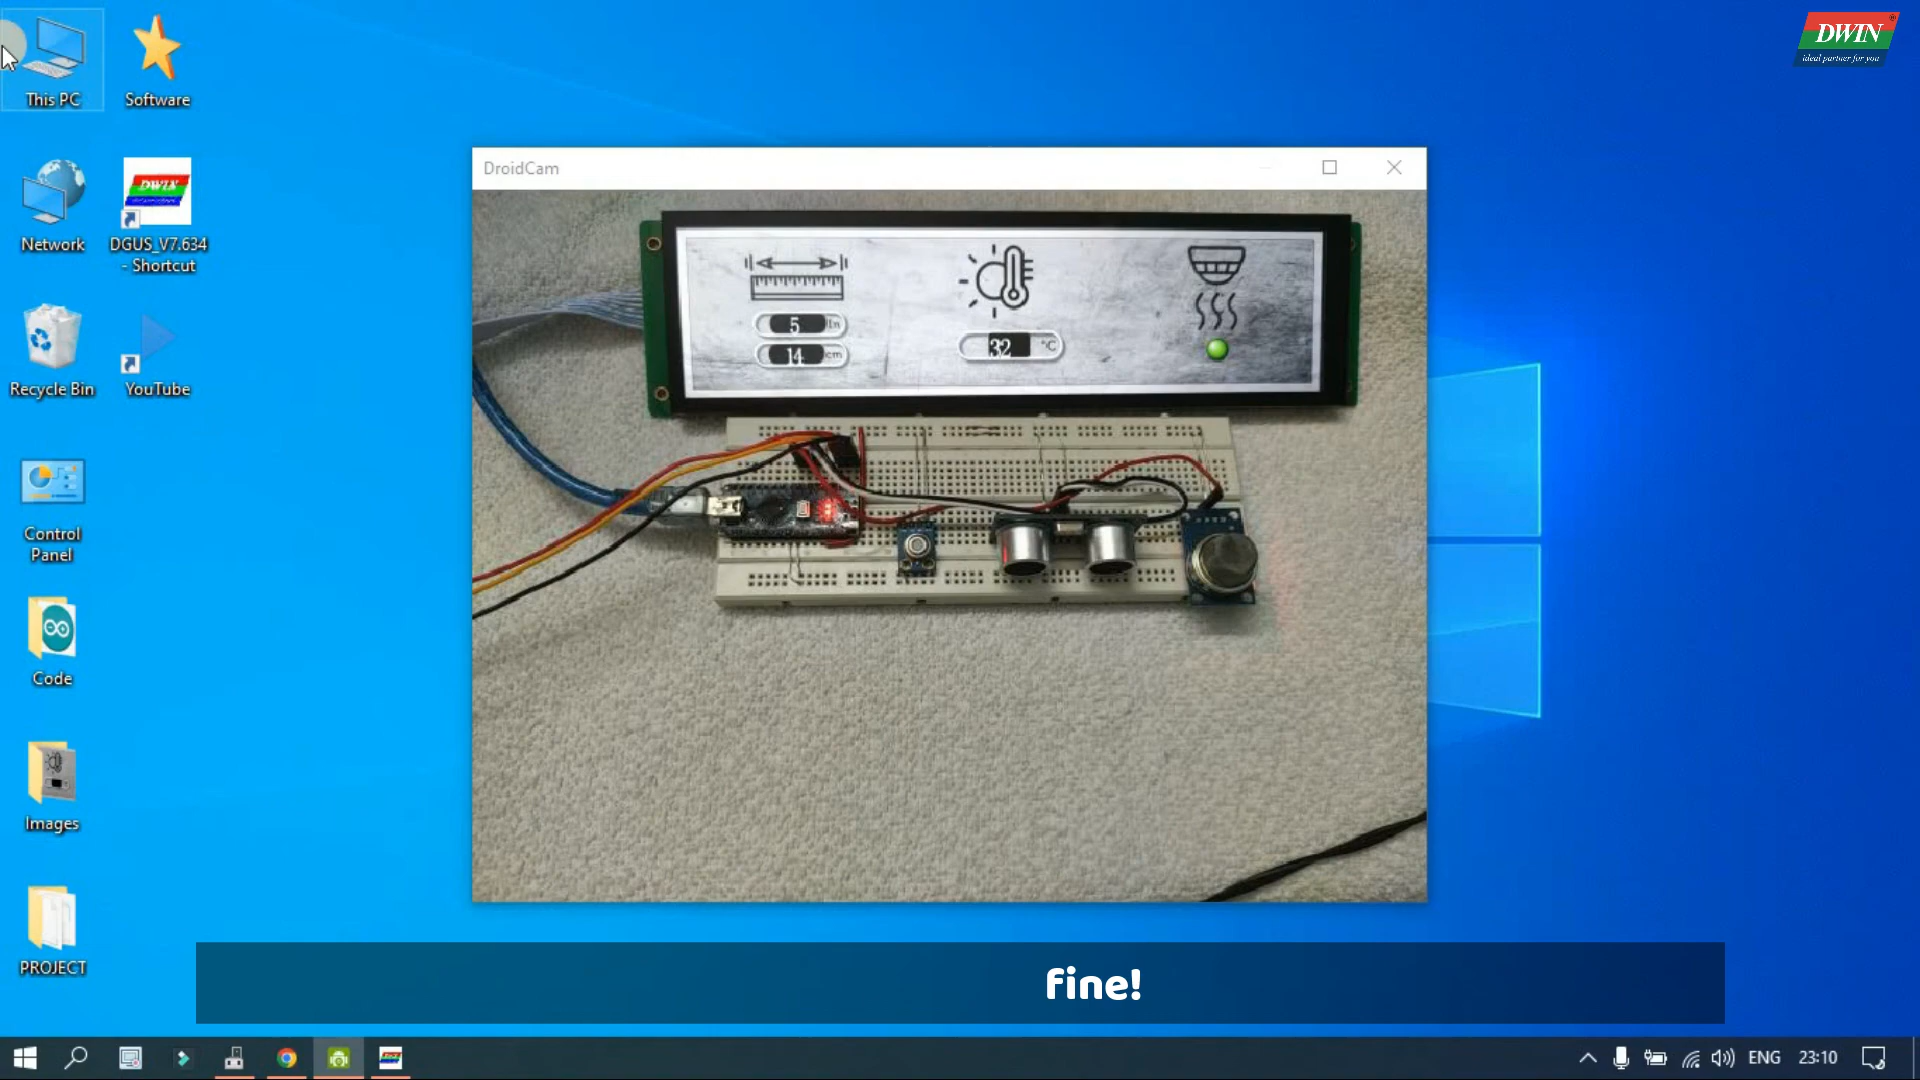 This PC
Software
DWIN
ideal partner for you
DroidCam
Network
DWIN
DGUS_V7.634
- Shortcut
5 In
14 cm
32 °C
Recycle Bin
YouTube
Control
Panel
Code
Images
PROJECT
fine!
ENG
23:10